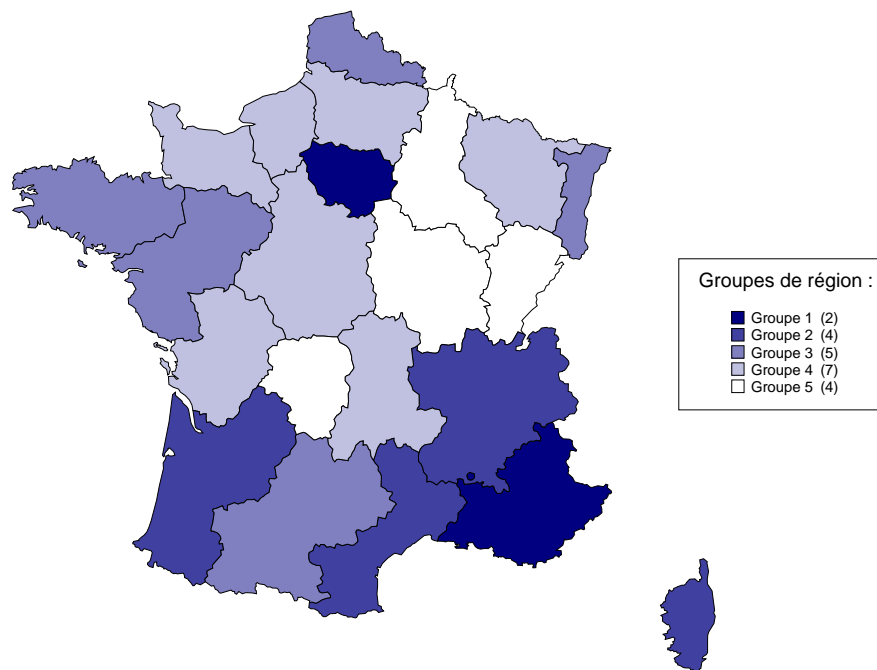 Groupes de région :
Groupe 1 (2)
Groupe 2 (4)
Groupe 3 (5)
Groupe 4 (7)
Groupe 5 (4)